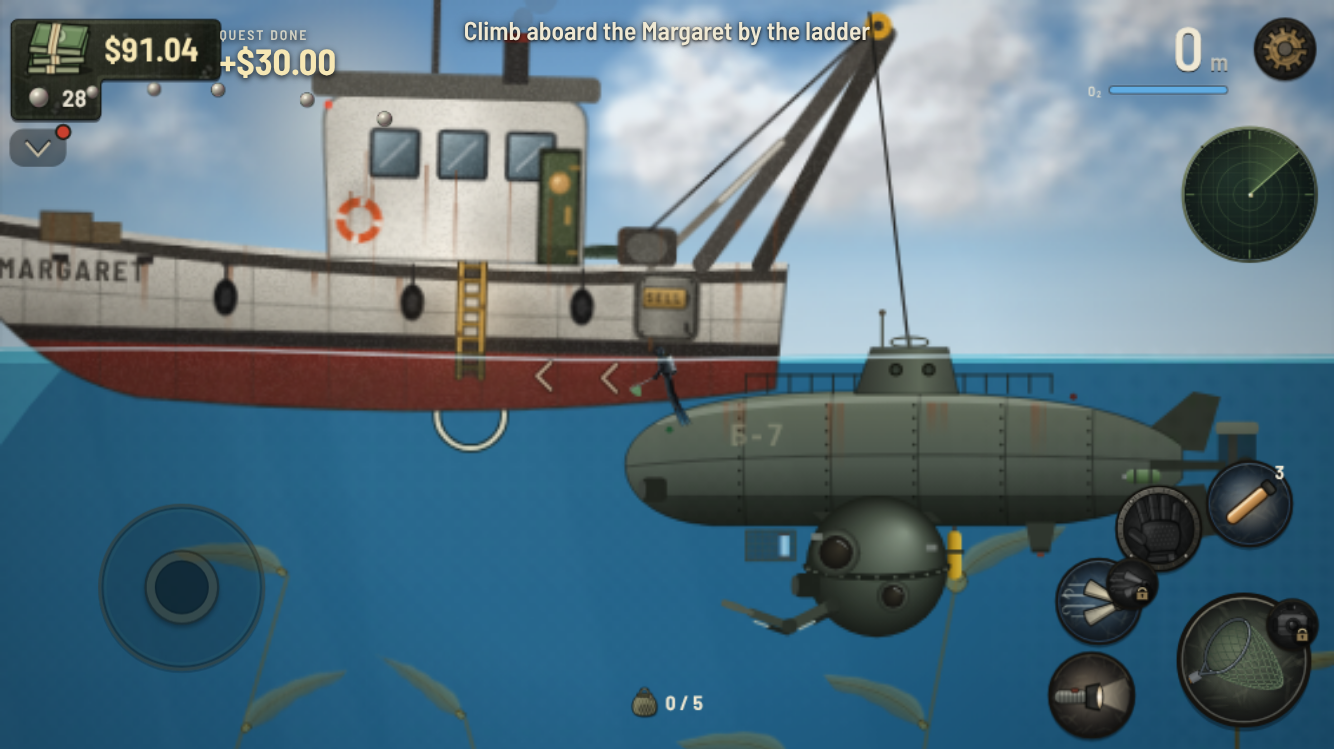 QUEST DONE
$91.04
+$30.00
28
Climb aboard the Margaret by the ladder
0 m
O₂
MARGARET
SELL
Б-7
3
0 / 5